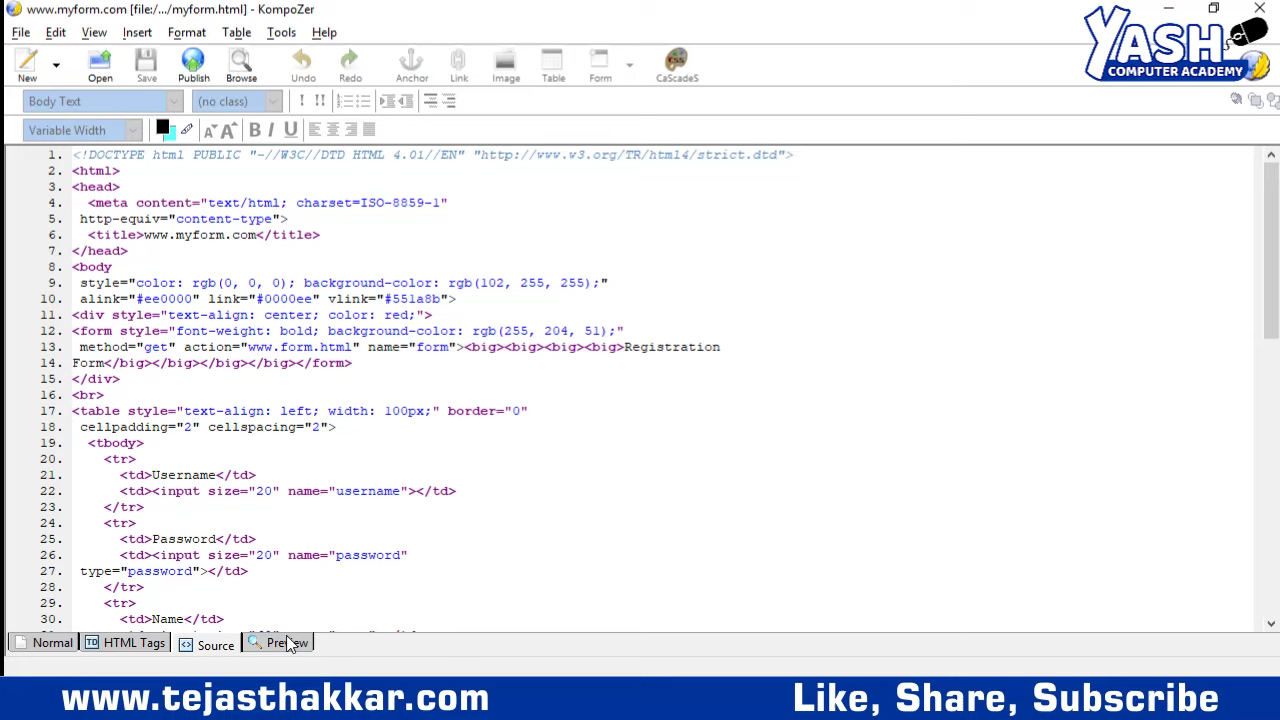 www.myform.com [file:/.../myform.html] - KompoZer
File Edit View Insert Format Table Tools Help
YASH
COMPUTER ACADEMY
New Open Save Publish Browse Undo Redo Anchor Link Image Table Form CaScadeS
Body Text (no class) ! !!
Variable Width A A B I U
1. <!DOCTYPE html PUBLIC "-//W3C//DTD HTML 4.01//EN" "http://www.w3.org/TR/html4/strict.dtd">
2. <html>
3. <head>
4. <meta content="text/html; charset=ISO-8859-1"
5. http-equiv="content-type">
6. <title>www.myform.com</title>
7. </head>
8. <body
9. style="color: rgb(0, 0, 0); background-color: rgb(102, 255, 255);"
10. alink="#ee0000" link="#0000ee" vlink="#551a8b">
11. <div style="text-align: center; color: red;">
12. <form style="font-weight: bold; background-color: rgb(255, 204, 51);"
13. method="get" action="www.form.html" name="form"><big><big><big><big>Registration
14. Form</big></big></big></big></form>
15. </div>
16. <br>
17. <table style="text-align: left; width: 100px;" border="0"
18. cellpadding="2" cellspacing="2">
19. <tbody>
20. <tr>
21. <td>Username</td>
22. <td><input size="20" name="username"></td>
23. </tr>
24. <tr>
25. <td>Password</td>
26. <td><input size="20" name="password"
27. type="password"></td>
28. </tr>
29. <tr>
30. <td>Name</td>
Normal TD HTML Tags <> Source Preview
www.tejasthakkar.com Like, Share, Subscribe